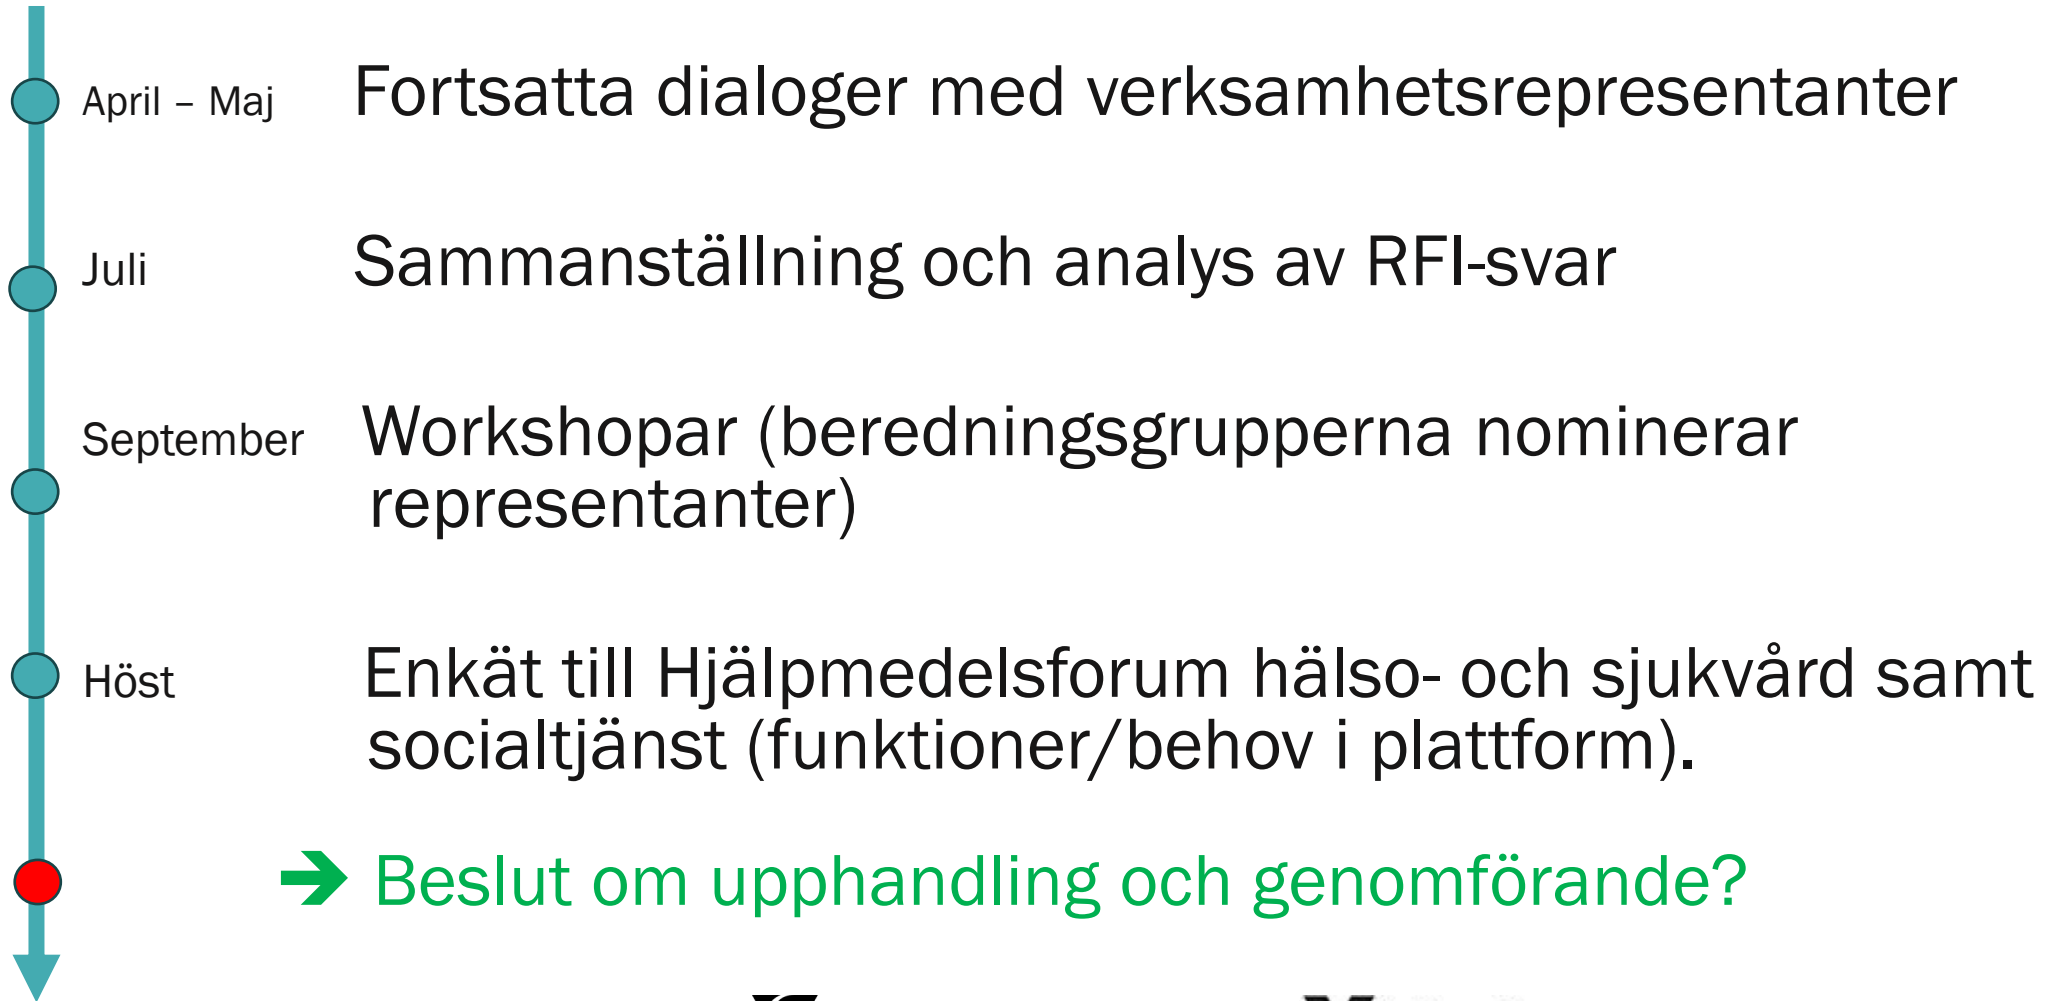 April – Maj Fortsatta dialoger med verksamhetsrepresentanter
Juli Sammanställning och analys av RFI-svar
September Workshopar (beredningsgrupperna nominerar
representanter)
Höst Enkät till Hjälpmedelsforum hälso- och sjukvård samt
socialtjänst (funktioner/behov i plattform).
➔ Beslut om upphandling och genomförande?